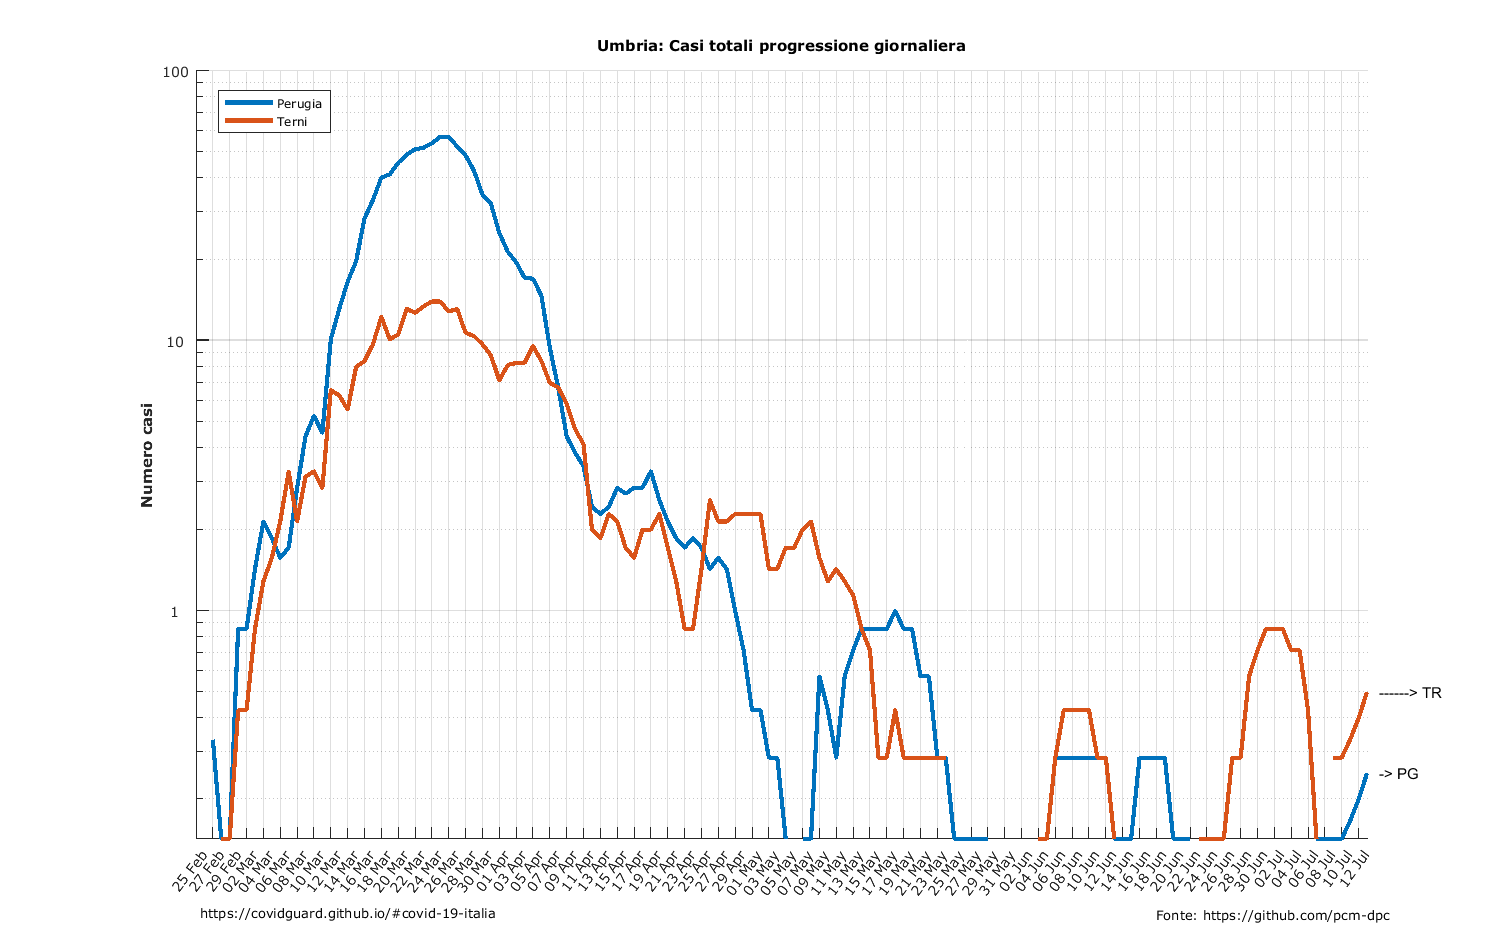 Umbria: Casi totali progressione giornaliera
100
Perugia
Terni
10
Numero casi
1
------> TR
-> PG
25 Feb
27 Feb
29 Feb
02 Mar
04 Mar
06 Mar
08 Mar
10 Mar
12 Mar
14 Mar
16 Mar
18 Mar
20 Mar
22 Mar
24 Mar
26 Mar
28 Mar
30 Mar
01 Apr
03 Apr
05 Apr
07 Apr
09 Apr
11 Apr
13 Apr
15 Apr
17 Apr
19 Apr
21 Apr
23 Apr
25 Apr
27 Apr
29 Apr
01 May
03 May
05 May
07 May
09 May
11 May
13 May
15 May
17 May
19 May
21 May
23 May
25 May
27 May
29 May
31 May
02 Jun
04 Jun
06 Jun
08 Jun
10 Jun
12 Jun
14 Jun
16 Jun
18 Jun
20 Jun
22 Jun
24 Jun
26 Jun
28 Jun
30 Jun
02 Jul
04 Jul
06 Jul
08 Jul
10 Jul
12 Jul
https://covidguard.github.io/#covid-19-italia
Fonte: https://github.com/pcm-dpc